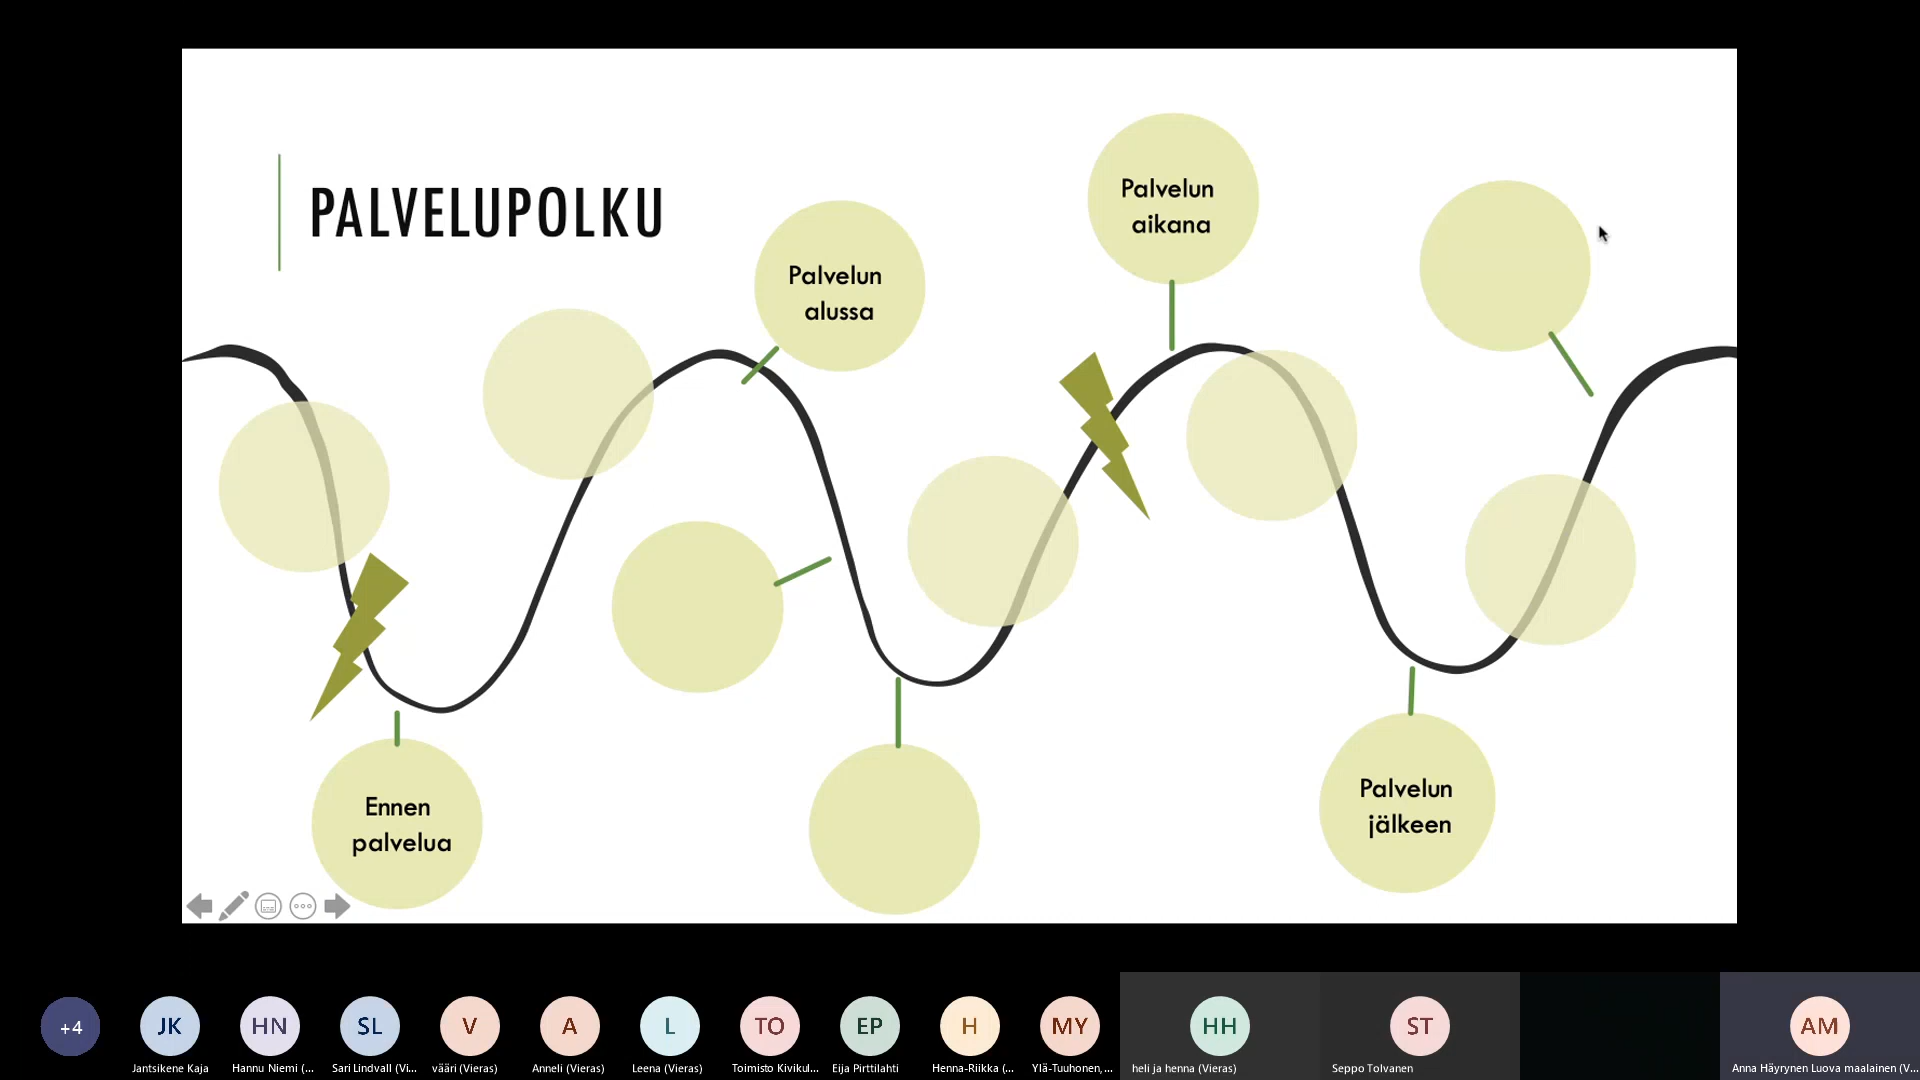 PALVELUPOLKU
Palvelun
alussa
Palvelun
aikana
Ennen
palvelua
Palvelun
jälkeen
+4
JK
HN
SL
V
A
L
TO
EP
H
MY
HH
ST
AM
Jantsikene Kaja
Hannu Niemi (...
Sari Lindvall (Vi...
vääri (Vieras)
Anneli (Vieras)
Leena (Vieras)
Toimisto Kivikul...
Eija Pirttilahti
Henna-Riikka (...
Ylä-Tuuhonen, ...
heli ja henna (Vieras)
Seppo Tolvanen
Anna Häyrynen Luova maalainen (V...